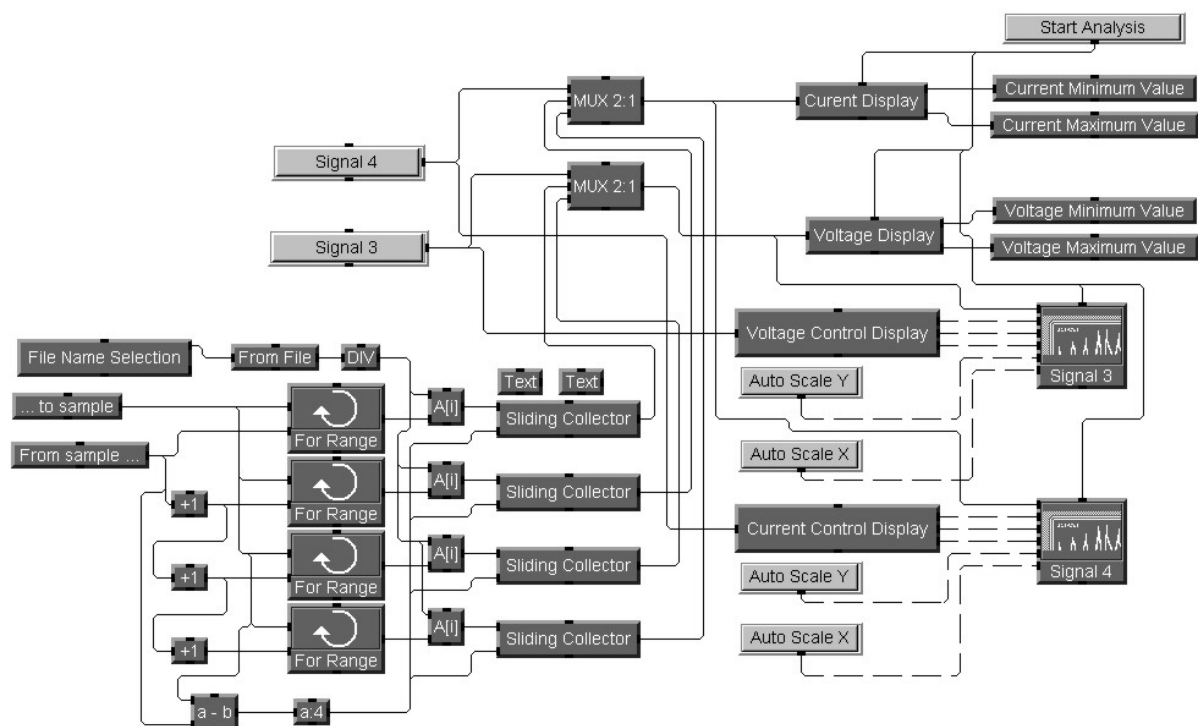 Start Analysis
MUX 2:1
Curent Display
Current Minimum Value
Current Maximum Value
Signal 4
MUX 2:1
Signal 3
Voltage Display
Voltage Minimum Value
Voltage Maximum Value
Voltage Control Display
Signal 3
File Name Selection
From File
DIV
Auto Scale Y
Text
Text
... to sample
A[i]
Sliding Collector
For Range
From sample ...
Auto Scale X
A[i]
Sliding Collector
+1
For Range
Current Control Display
Signal 4
A[i]
Sliding Collector
+1
For Range
Auto Scale Y
A[i]
Sliding Collector
Auto Scale X
+1
For Range
a - b
a:4